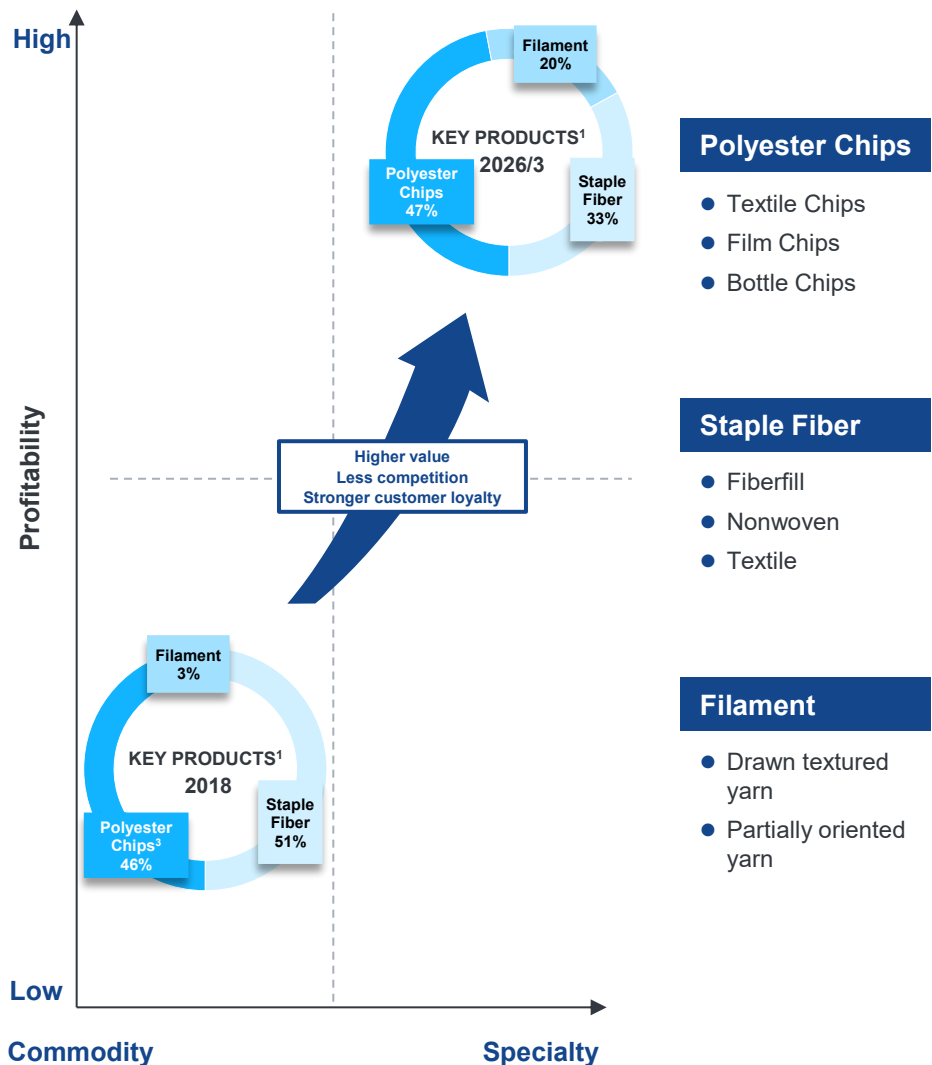 High
Filament
20%
KEY PRODUCTS¹
2026/3
Polyester
Chips
47%
Staple
Fiber
33%
Polyester Chips
● Textile Chips
● Film Chips
● Bottle Chips
Profitability
Higher value
Less competition
Stronger customer loyalty
Staple Fiber
● Fiberfill
● Nonwoven
● Textile
Filament
3%
KEY PRODUCTS¹
2018
Polyester
Chips³
46%
Staple
Fiber
51%
Filament
● Drawn textured
yarn
● Partially oriented
yarn
Low
Commodity
Specialty